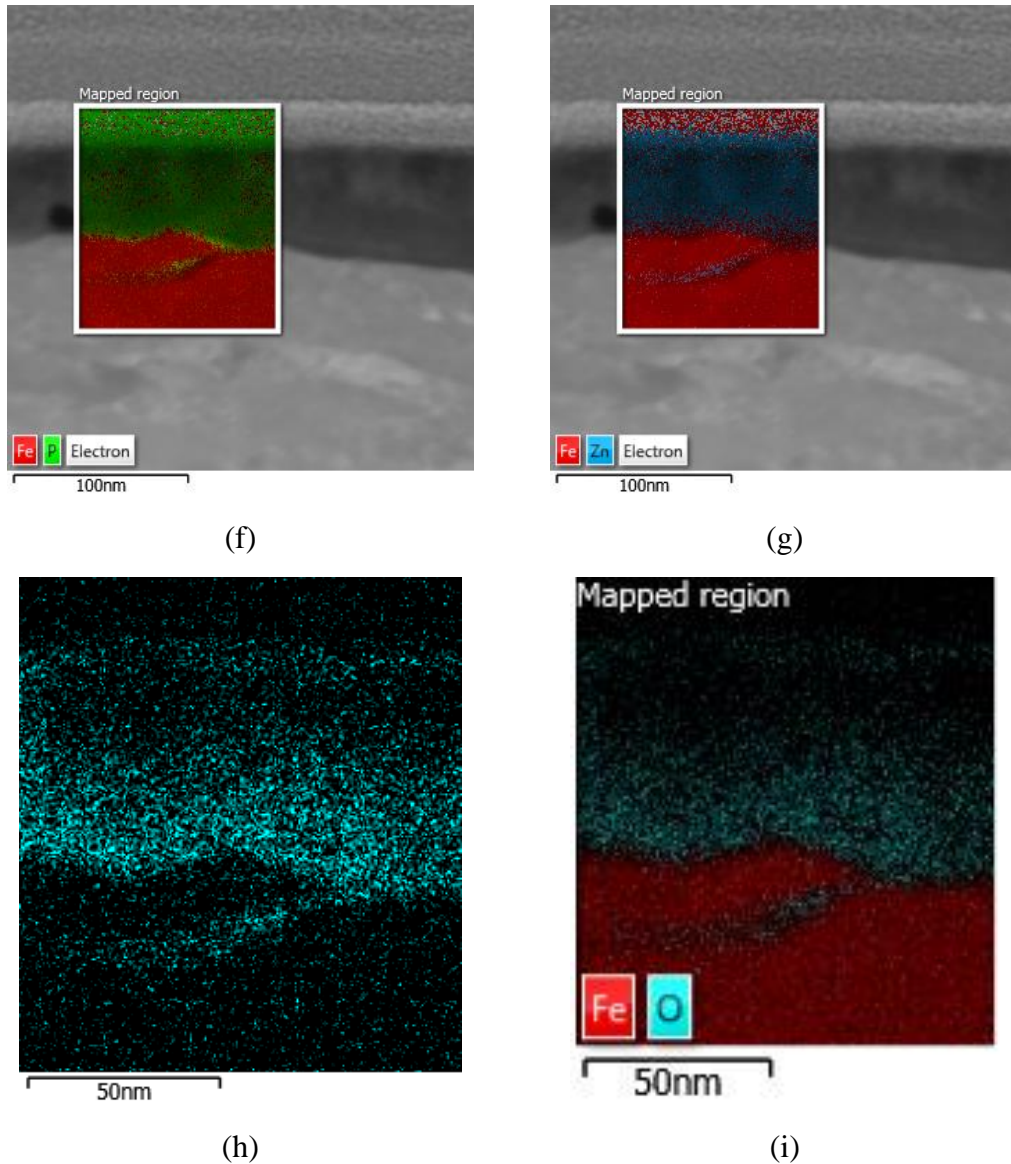 Mapped region
Mapped region
Fe P Electron
Fe Zn Electron
100nm
100nm
(f)
(g)
Mapped region
Fe O
50nm
50nm
(h)
(i)